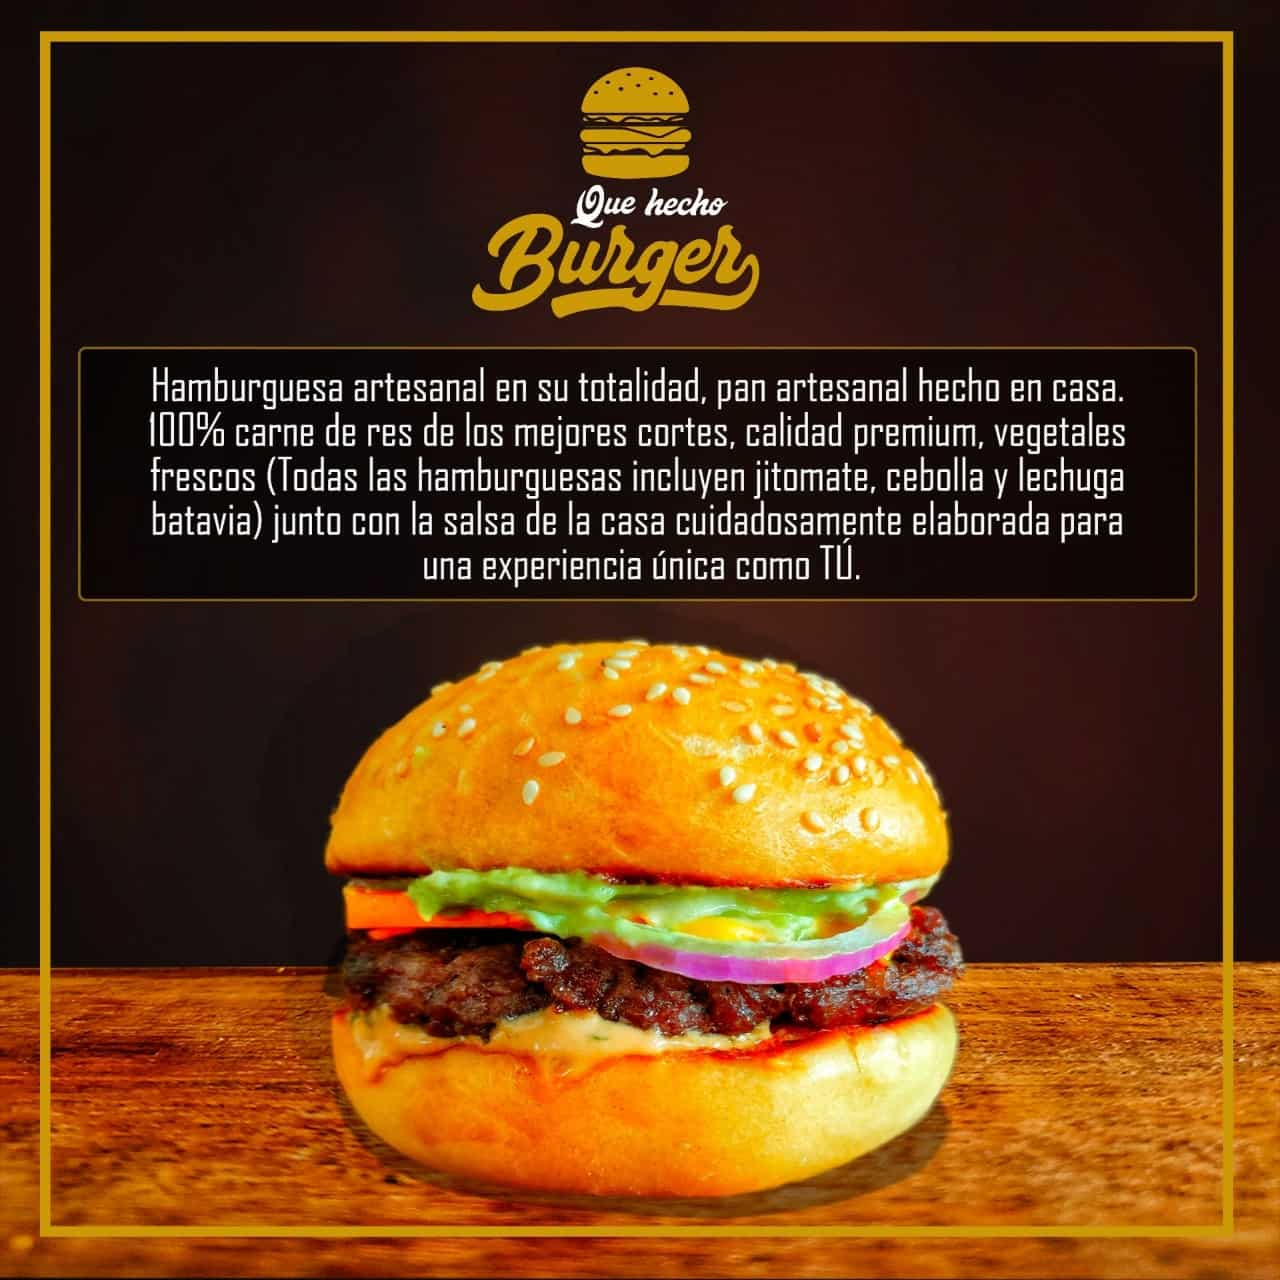 Que hecho
Burger
Hamburguesa artesanal en su totalidad, pan artesanal hecho en casa.
100% carne de res de los mejores cortes, calidad premium, vegetales
frescos (Todas las hamburguesas incluyen jitomate, cebolla y lechuga
batavia) junto con la salsa de la casa cuidadosamente elaborada para
una experiencia única como TÚ.